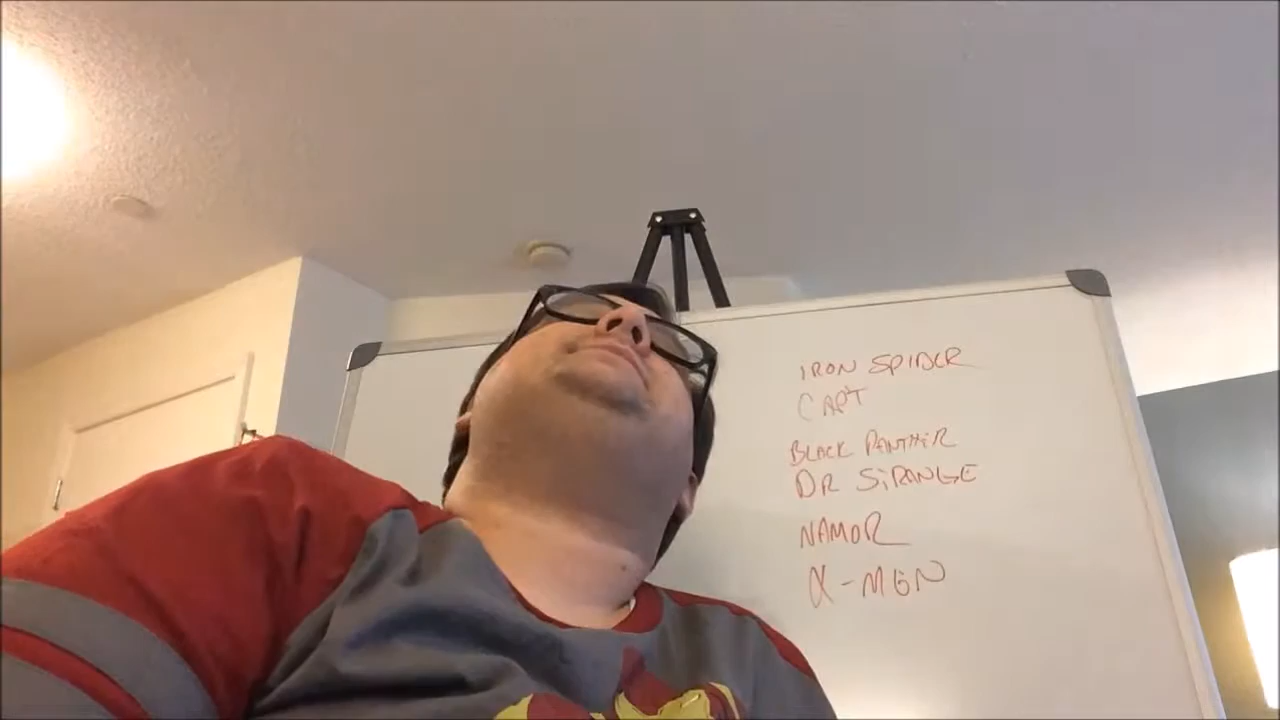 IRON SPIDER
CAPT
BLACK PANTHER
DR STRANGE
NAMOR
X-MEN